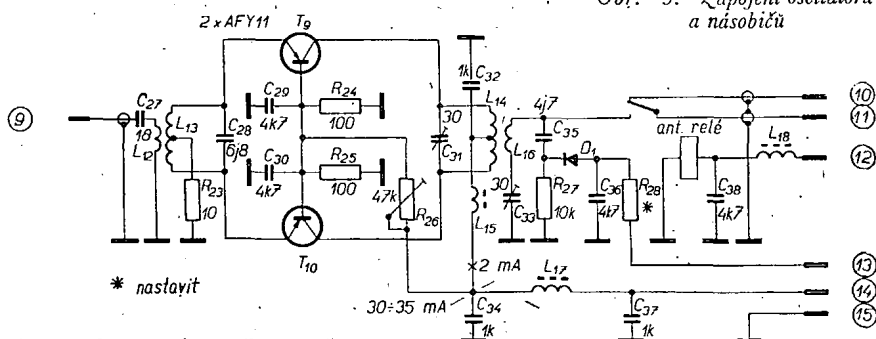 Obr. 5. Zapojení oscilátoru
a násobičů
2 x AFY11
T9
1k
C32
C29
4k7
R24
100
4j7
10
9
C27
18
L12
L13
C28
6j8
30
C31
L14
L16
C35
D1
ant. relé
11
L18
12
C30
4k7
R25
100
47k
R26
R23
10
30
C33
R27
10k
C36
4k7
R28
*
C38
4k7
L15
T10
2 mA
13
* nastavit
L17
14
30÷35 mA
C34
1k
C37
1k
15